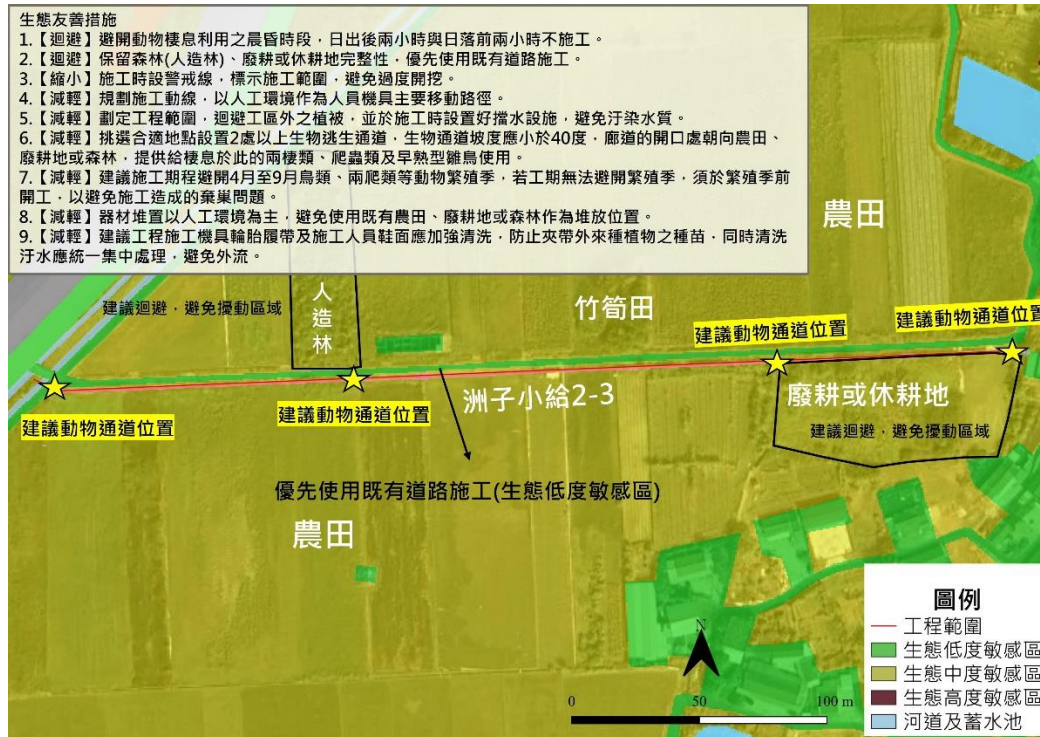 生態友善措施
1.【迴避】避開動物棲息利用之晨昏時段，日出後兩小時與日落前兩小時不施工。
2.【迴避】保留森林(人造林)、廢耕或休耕地完整性，優先使用既有道路施工。
3.【縮小】施工時設警戒線，標示施工範圍，避免過度開挖。
4.【減輕】規劃施工動線，以人工環境作為人員機具主要移動路徑。
5.【減輕】劃定工程範圍，迴避工區外之植被，並於施工時設置好擋水設施，避免汙染水質。
6.【減輕】挑選合適地點設置2處以上生物逃生通道，生物通道坡度應小於40度，廊道的開口處朝向農田、
廢耕地或森林，提供給棲息於此的兩棲類、爬蟲類及早熟型雛鳥使用。
7.【減輕】建議施工期程避開4月至9月鳥類、兩爬類等動物繁殖季，若工期無法避開繁殖季，須於繁殖季前
開工，以避免施工造成的棄巢問題。
8.【減輕】器材堆置以人工環境為主，避免使用既有農田、廢耕地或森林作為堆放位置。
9.【減輕】建議工程施工機具輪胎履帶及施工人員鞋面應加強清洗，防止夾帶外來種植物之種苗，同時清洗
汙水應統一集中處理，避免外流。
農田
建議迴避，避免擾動區域
人造林
竹筍田
建議動物通道位置
建議動物通道位置
建議動物通道位置
建議動物通道位置
洲子小給2-3
廢耕或休耕地
建議迴避，避免擾動區域
優先使用既有道路施工(生態低度敏感區)
農田
圖例
工程範圍
生態低度敏感區
生態中度敏感區
生態高度敏感區
河道及蓄水池
N
0 50 100 m